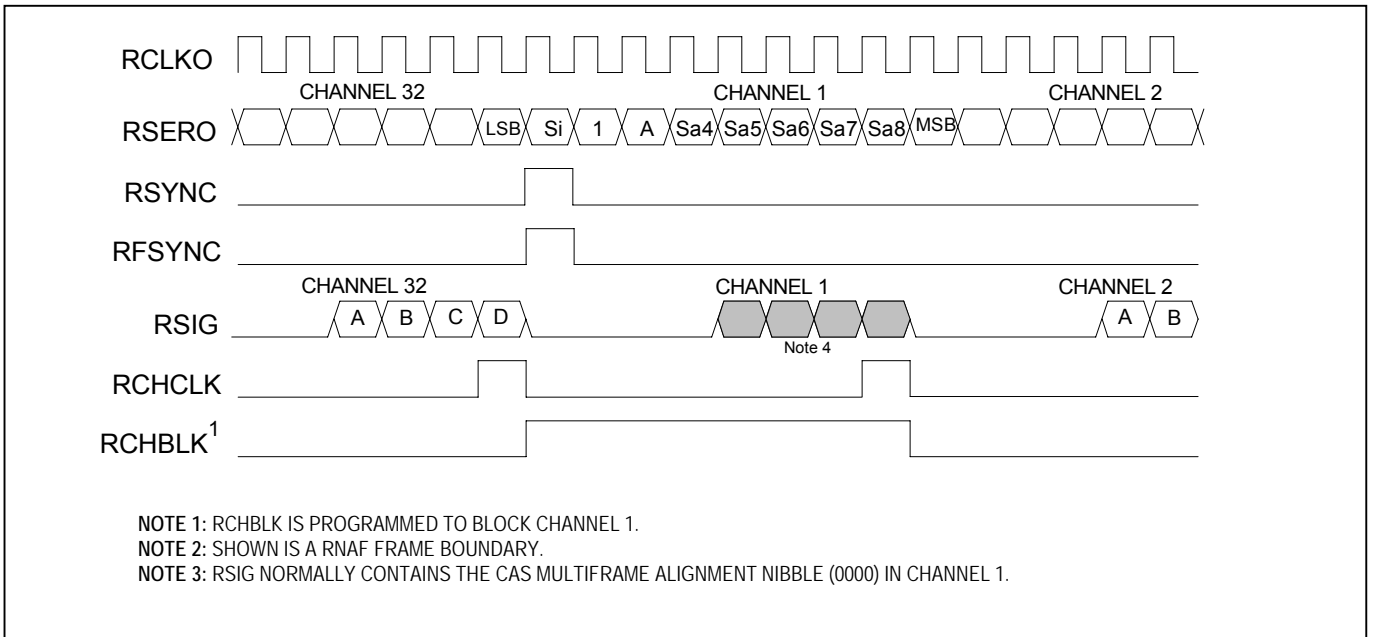 RCLKO
CHANNEL 32 CHANNEL 1 CHANNEL 2
RSERO LSB Si 1 A Sa4 Sa5 Sa6 Sa7 Sa8 MSB
RSYNC
RFSYNC
CHANNEL 32 CHANNEL 1 CHANNEL 2
RSIG A B C D A B
Note 4
RCHCLK
RCHBLK1
NOTE 1: RCHBLK IS PROGRAMMED TO BLOCK CHANNEL 1.
NOTE 2: SHOWN IS A RNAF FRAME BOUNDARY.
NOTE 3: RSIG NORMALLY CONTAINS THE CAS MULTIFRAME ALIGNMENT NIBBLE (0000) IN CHANNEL 1.